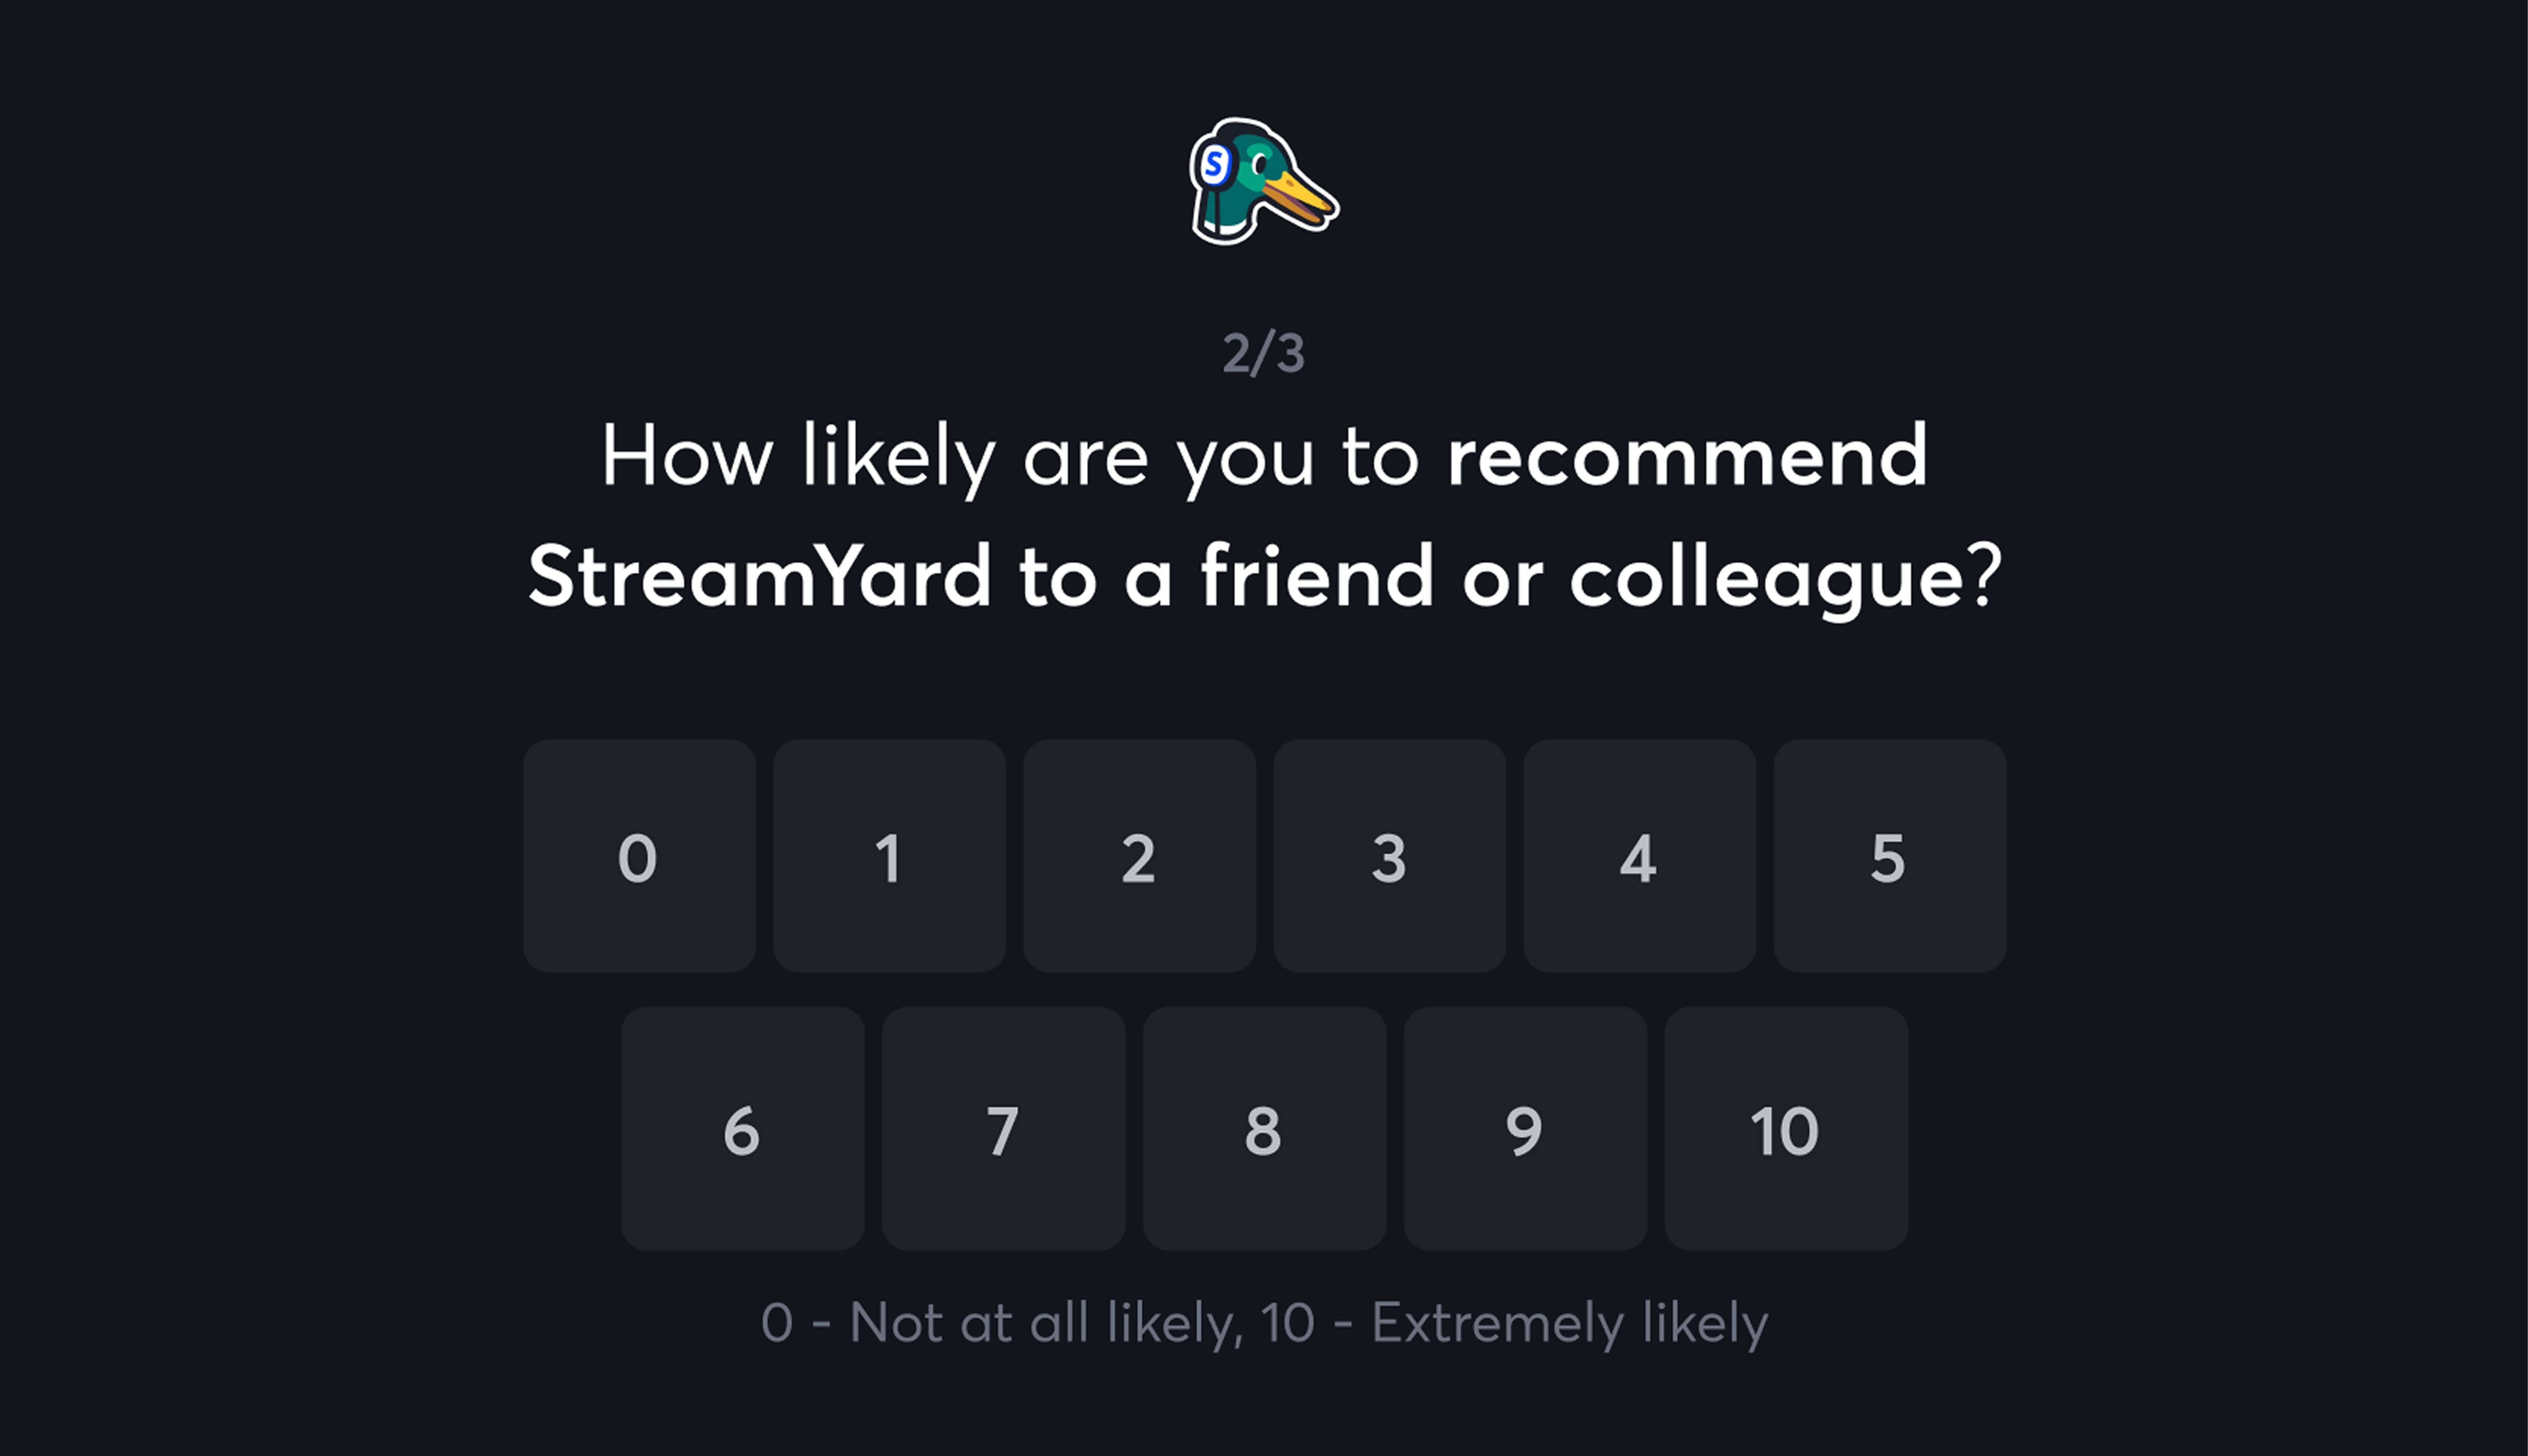 S
2/3
How likely are you to recommend
StreamYard to a friend or colleague?
0 1 2 3 4 5
6 7 8 9 10
0 - Not at all likely, 10 - Extremely likely